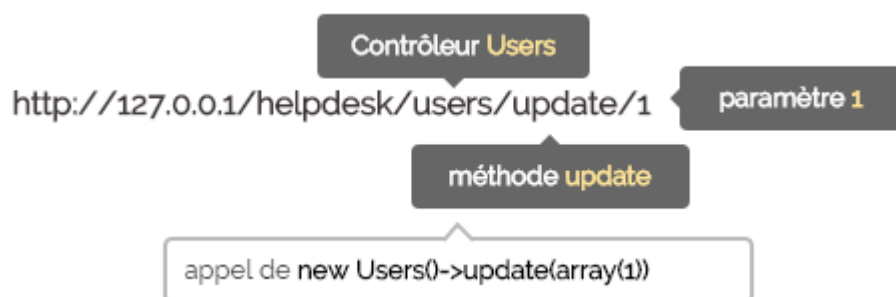 Contrôleur Users
http://127.0.0.1/helpdesk/users/update/1
paramètre 1
méthode update
appel de new Users()->update(array(1))